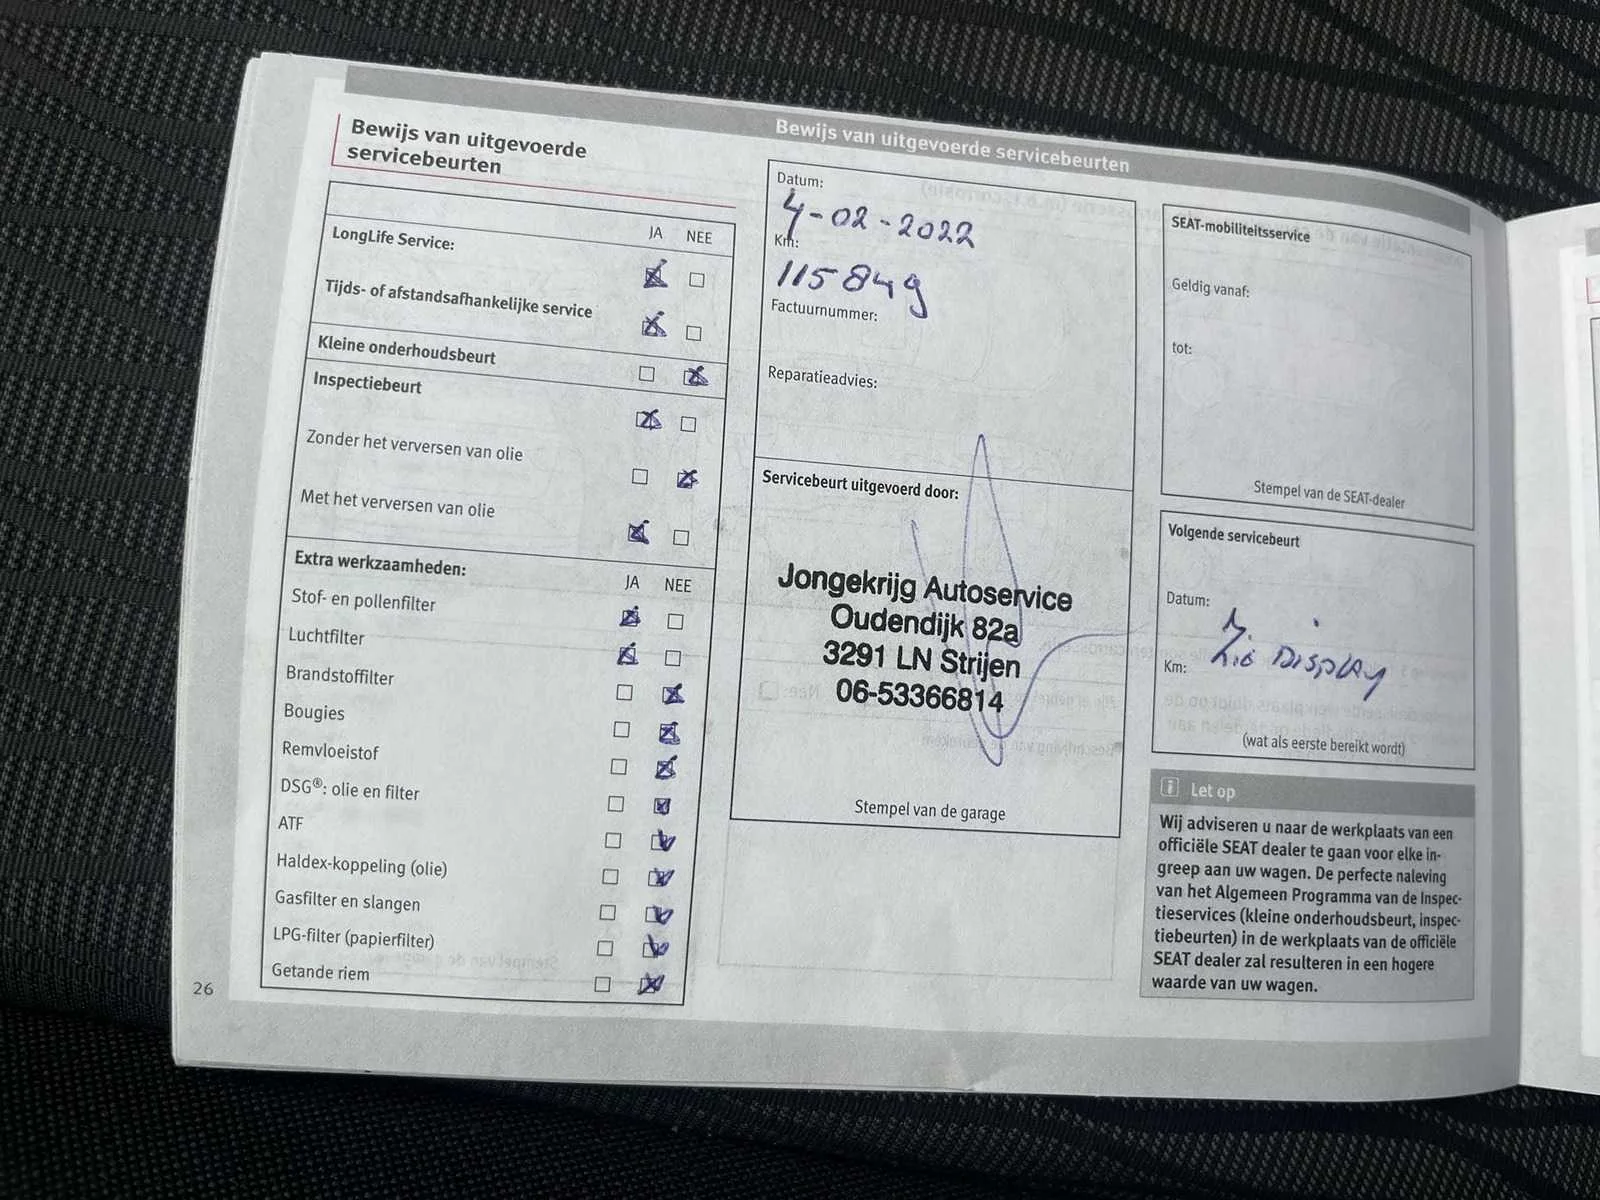 Bewijs van uitgevoerde servicebeurten
Bewijs van uitgevoerde
servicebeurten
JA NEE
LongLife Service:
Tijds- of afstandsafhankelijke service
Kleine onderhoudsbeurt
Inspectiebeurt
Zonder het verversen van olie
Met het verversen van olie
Extra werkzaamheden:
JA NEE
Stof- en pollenfilter
Luchtfilter
Brandstoffilter
Bougies
Remvloeistof
DSG®: olie en filter
ATF
Haldex-koppeling (olie)
Gasfilter en slangen
LPG-filter (papierfilter)
Getande riem
26
Datum:
4-02-2022
Km:
115849
Factuurnummer:
Reparatieadvies:
Servicebeurt uitgevoerd door:
Jongekrijg Autoservice
Oudendijk 82a
3291 LN Strijen
06-53366814
Stempel van de garage
SEAT-mobiliteitsservice
Geldig vanaf:
tot:
Stempel van de SEAT-dealer
Volgende servicebeurt
Datum:
Display
Km:
(wat als eerste bereikt wordt)
i Let op
Wij adviseren u naar de werkplaats van een
officiële SEAT dealer te gaan voor elke in-
greep aan uw wagen. De perfecte naleving
van het Algemeen Programma van de Inspec-
tieservices (kleine onderhoudsbeurt, inspec-
tiebeurten) in de werkplaats van de officiële
SEAT dealer zal resulteren in een hogere
waarde van uw wagen.